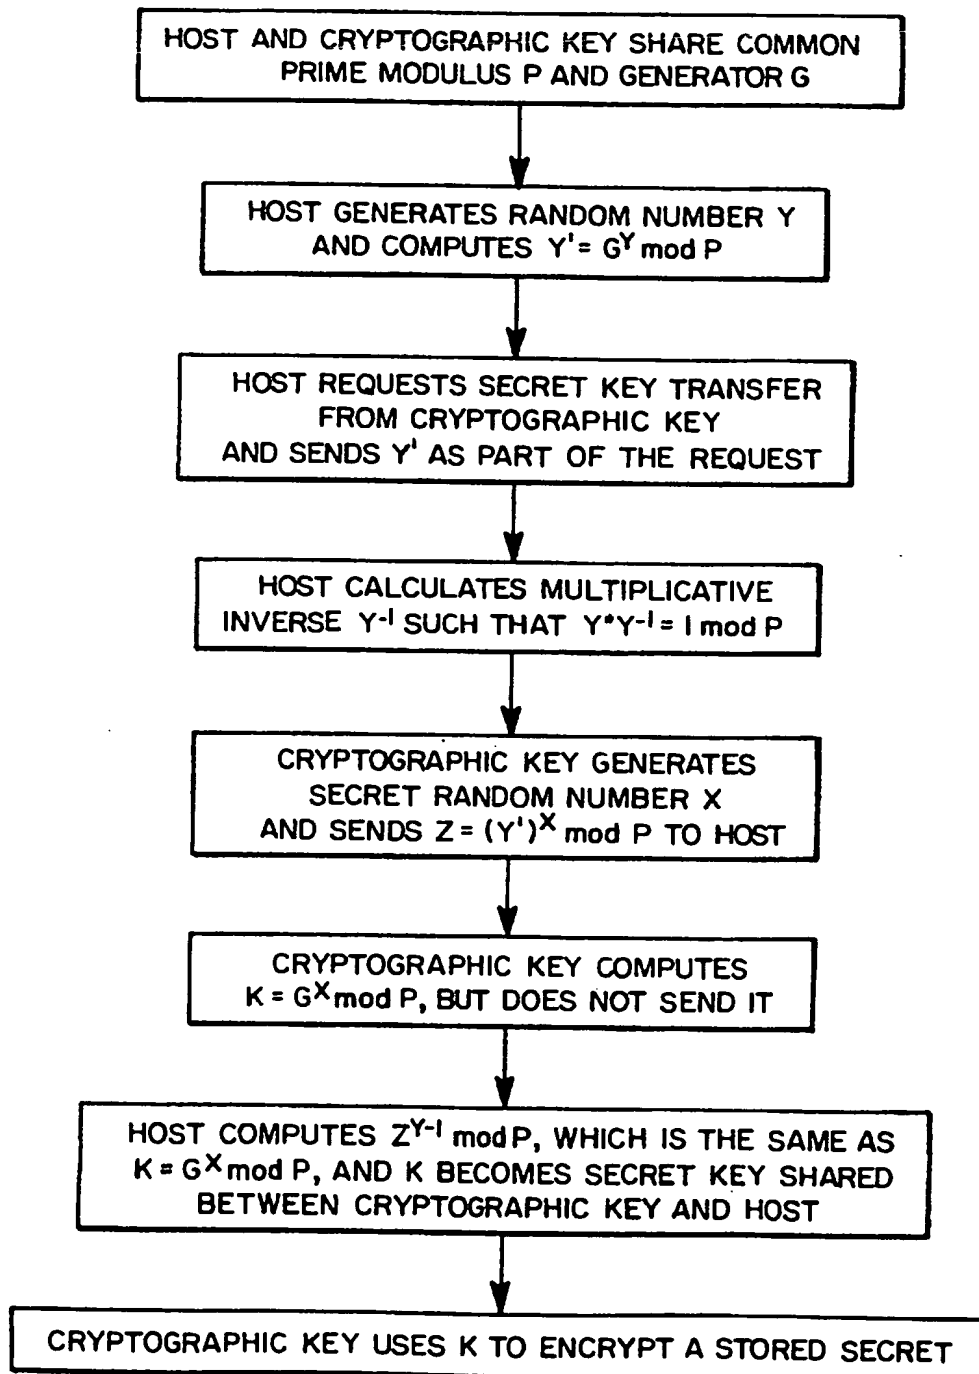 HOST AND CRYPTOGRAPHIC KEY SHARE COMMON
PRIME MODULUS P AND GENERATOR G
HOST GENERATES RANDOM NUMBER Y
AND COMPUTES Y' = G^Y mod P
HOST REQUESTS SECRET KEY TRANSFER
FROM CRYPTOGRAPHIC KEY
AND SENDS Y' AS PART OF THE REQUEST
HOST CALCULATES MULTIPLICATIVE
INVERSE Y^-1 SUCH THAT Y*Y^-1 = 1 mod P
CRYPTOGRAPHIC KEY GENERATES
SECRET RANDOM NUMBER X
AND SENDS Z = (Y')^X mod P TO HOST
CRYPTOGRAPHIC KEY COMPUTES
K = G^X mod P, BUT DOES NOT SEND IT
HOST COMPUTES Z^Y-1 mod P, WHICH IS THE SAME AS
K = G^X mod P, AND K BECOMES SECRET KEY SHARED
BETWEEN CRYPTOGRAPHIC KEY AND HOST
CRYPTOGRAPHIC KEY USES K TO ENCRYPT A STORED SECRET